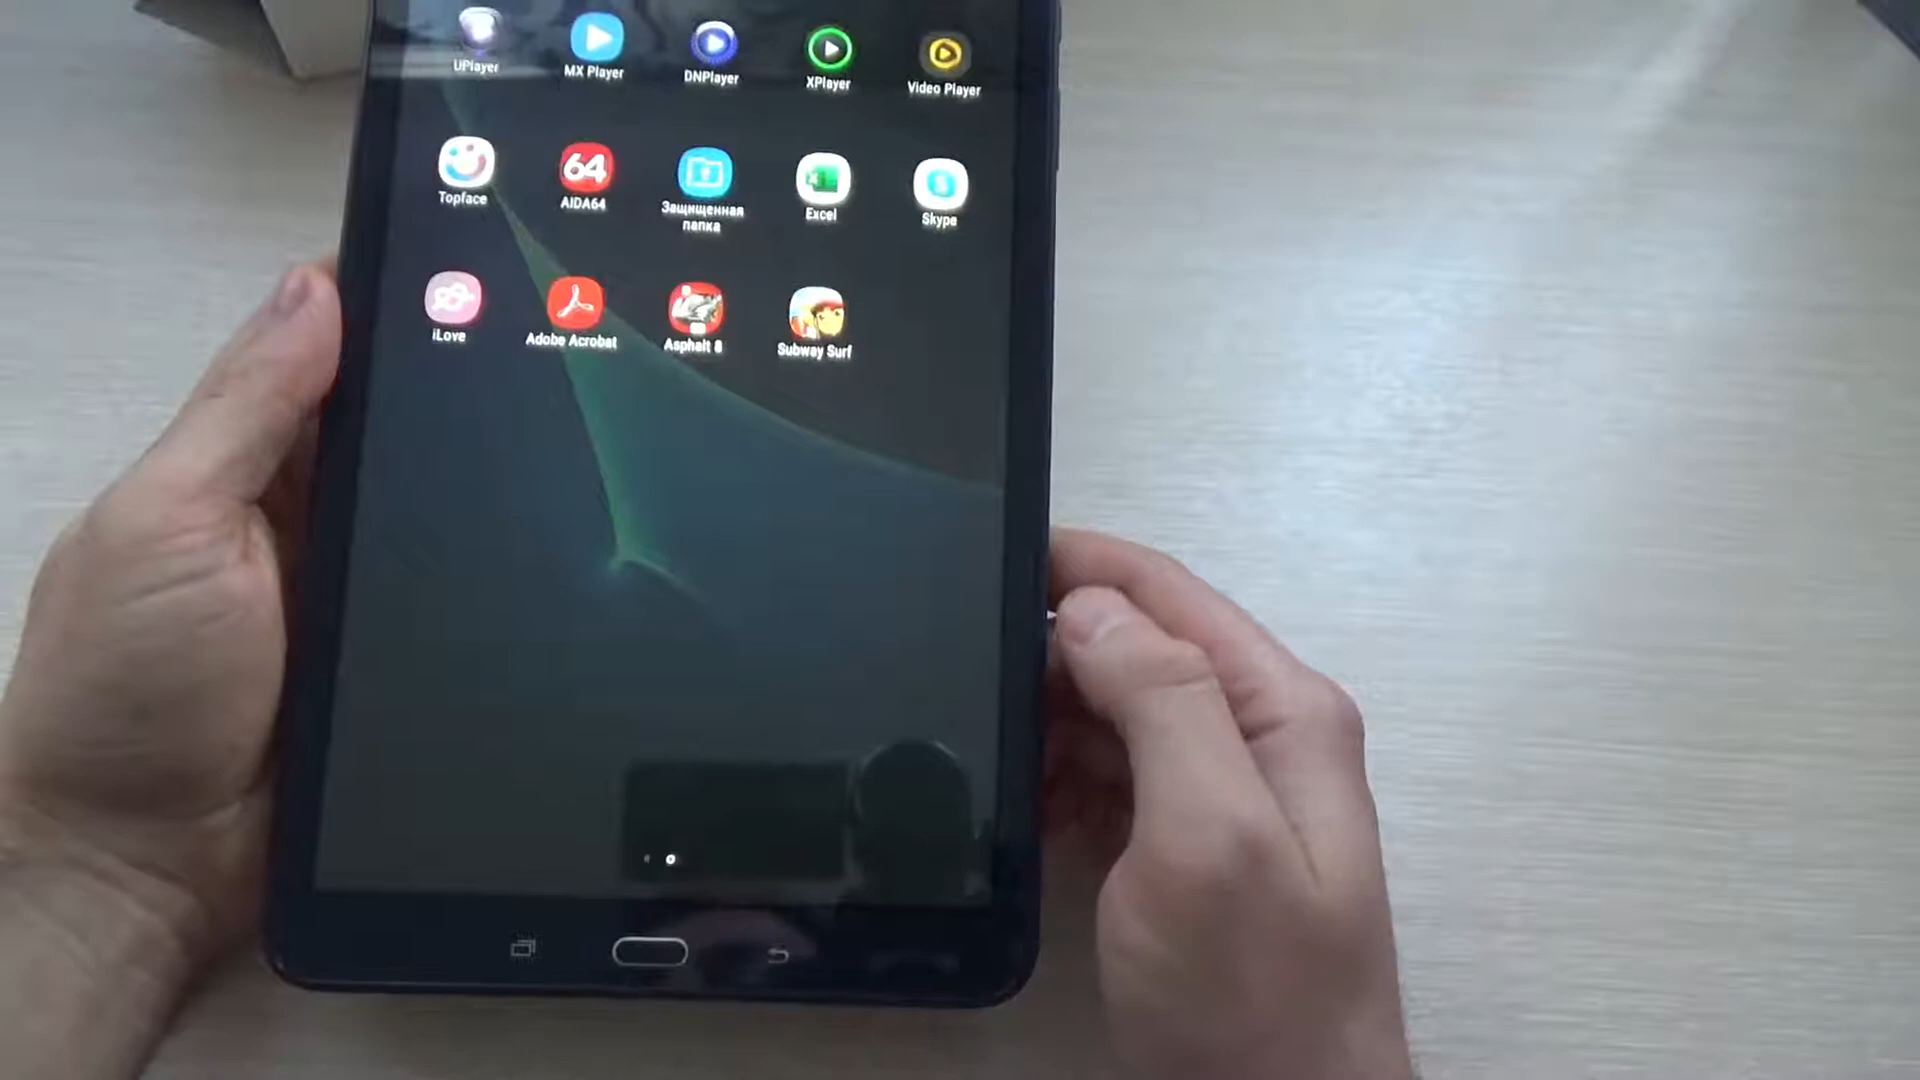 UPlayer
MX Player
DNPlayer
XPlayer
Video Player
Topface
64
AIDA64
Защищенная
папка
Excel
Skype
iLove
Adobe Acrobat
Asphalt 8
Subway Surf